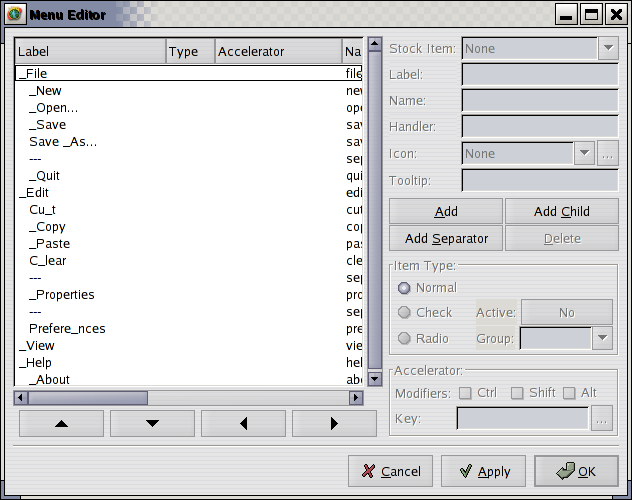 Menu Editor
Label Type Accelerator Na
_File file
_New new
_Open... ope
_Save sav
Save _As... sav
--- sep
_Quit qui
_Edit edi
Cu_t cut
_Copy cop
_Paste pas
C_lear cle
--- sep
_Properties pro
--- sep
Prefere_nces pre
_View vie
_Help hel
_About abo
Stock Item: None
Label:
Name:
Handler:
Icon: None ...
Tooltip:
Add Add Child
Add Separator Delete
Item Type:
Normal
Check Active: No
Radio Group:
Accelerator:
Modifiers: Ctrl Shift Alt
Key: ...
Cancel Apply OK